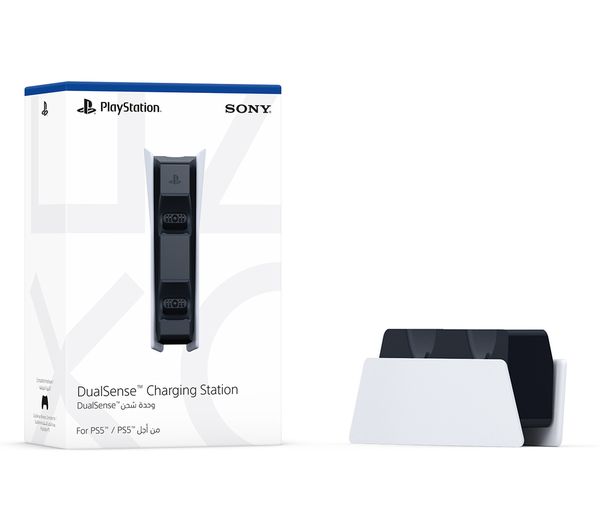 PlayStation
SONY
DualSense™ Charging Station
وحدة شحن DualSense™
For PS5™ / PS5™ من أجل